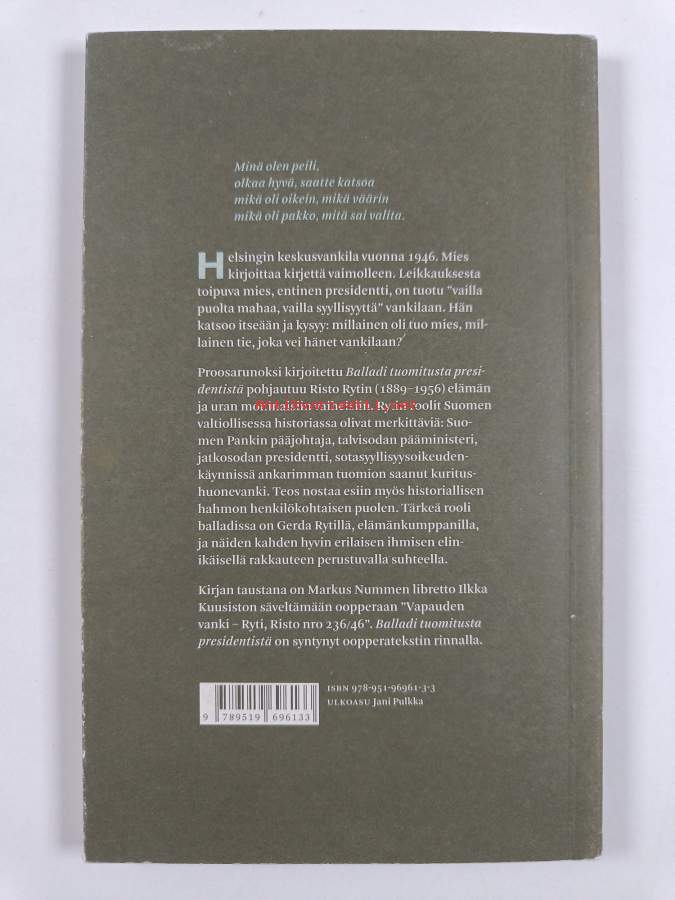 Minä olen peili,
olkaa hyvä, saatte katsoa
mikä oli oikein, mikä väärin
mikä oli pakko, mitä sai valita.
Helsingin keskusvankila vuonna 1946. Mies
kirjoittaa kirjettä vaimolleen. Leikkauksesta
toipuva mies, entinen presidentti, on tuotu "vailla
puolta mahaa, vailla syyllisyyttä" vankilaan. Hän
katsoo itseään ja kysyy: millainen oli tuo mies, mil-
lainen tie, joka vei hänet vankilaan?
Proosarunoksi kirjoitettu Balladi tuomitusta presi-
dentistä pohjautuu Risto Rytin (1889–1956) elämän
ja uran moninaisiin vaiheisiin. Rytin roolit Suomen
valtiollisessa historiassa olivat merkittäviä: Suo-
men Pankin pääjohtaja, talvisodan pääministeri,
jatkosodan presidentti, sotasyyllisyysoikeuden-
käynnissä ankarimman tuomion saanut kuritus-
huonevanki. Teos nostaa esiin myös historiallisen
hahmon henkilökohtaisen puolen. Tärkeä rooli
balladissa on Gerda Rytillä, elämänkumppanilla,
ja näiden kahden hyvin erilaisen ihmisen elin-
ikäisellä rakkauteen perustuvalla suhteella.
Kirjan taustana on Markus Nummen libretto Ilkka
Kuusiston säveltämään oopperaan "Vapauden
vanki – Ryti, Risto nro 236/46". Balladi tuomitusta
presidentistä on syntynyt oopperatekstin rinnalla.
ISBN 978-951-96961-3-3
ULKOASU Jani Pulkka
9 789519 696133